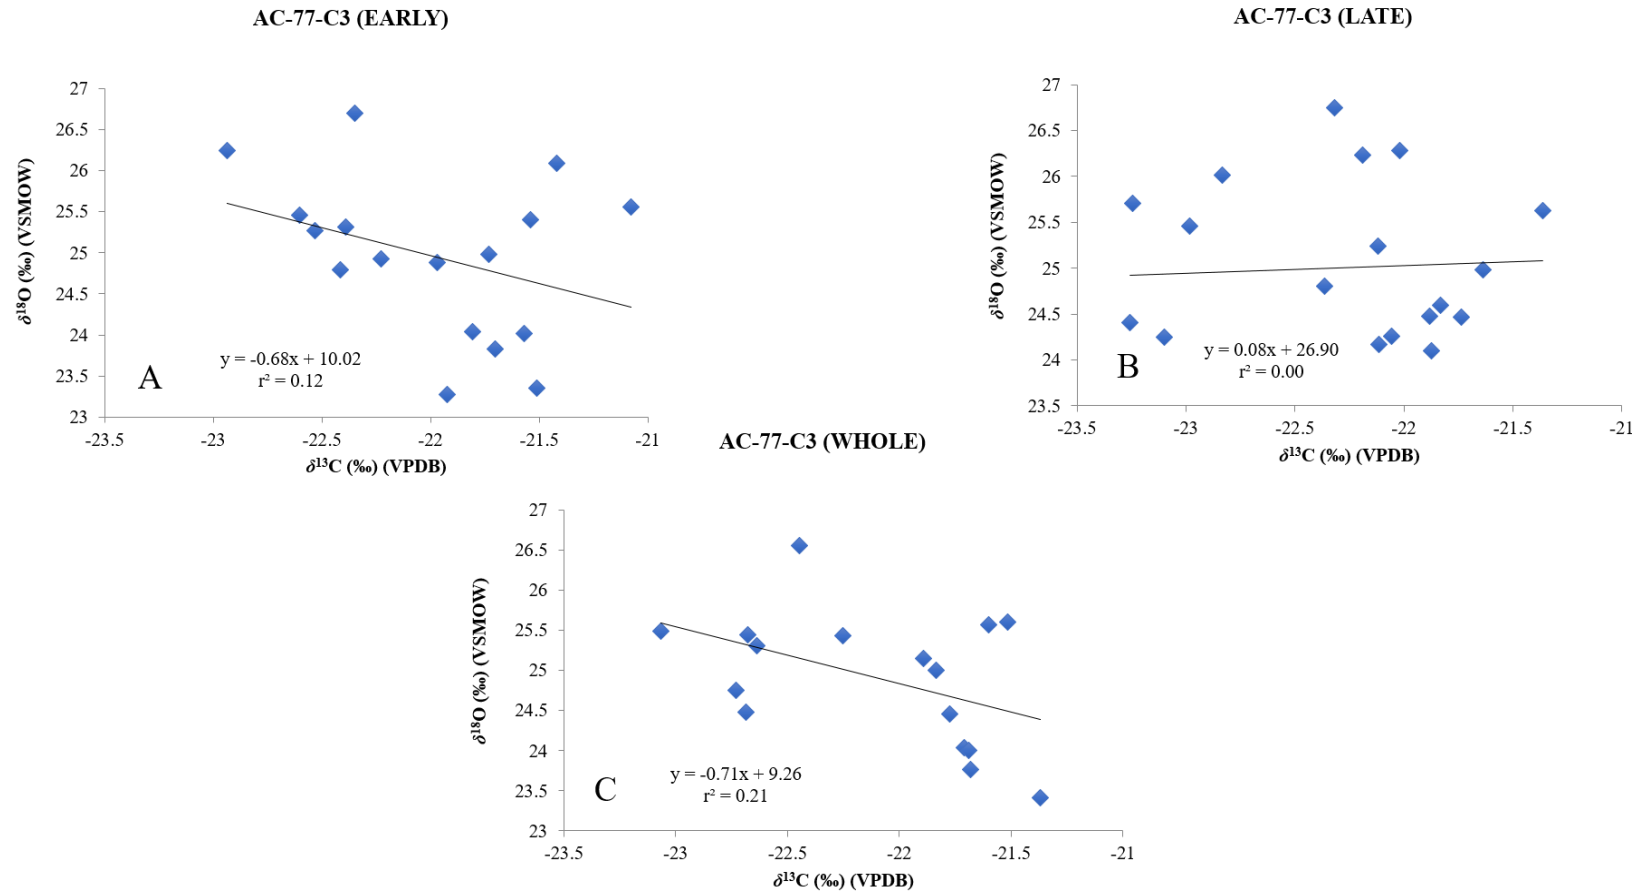 AC-77-C3 (EARLY)
27
26.5
26
25.5
25
24.5
24
23.5
23
δ¹⁸O (‰) (VSMOW)
y = -0.68x + 10.02
r² = 0.12
A
-23.5
-23
-22.5
-22
-21.5
-21
δ¹³C (‰) (VPDB)
AC-77-C3 (LATE)
27
26.5
26
25.5
25
24.5
24
23.5
δ¹⁸O (‰) (VSMOW)
y = 0.08x + 26.90
r² = 0.00
B
-23.5
-23
-22.5
-22
-21.5
-21
δ¹³C (‰) (VPDB)
AC-77-C3 (WHOLE)
27
26.5
26
25.5
25
24.5
24
23.5
23
δ¹⁸O (‰) (VSMOW)
y = -0.71x + 9.26
r² = 0.21
C
-23.5
-23
-22.5
-22
-21.5
-21
δ¹³C (‰) (VPDB)